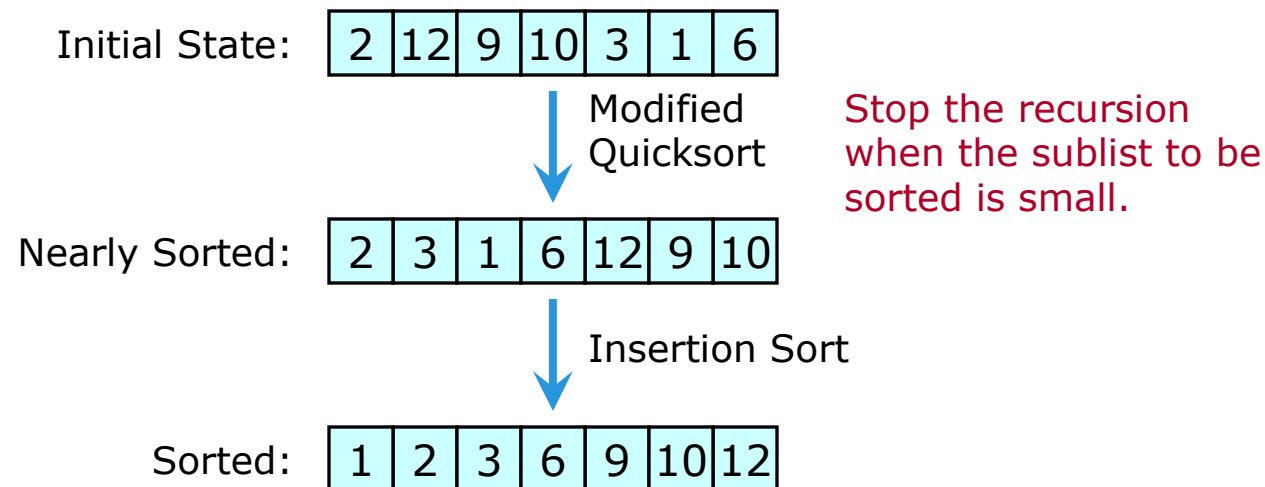 Initial State: 2 12 9 10 3 1 6
Modified
Quicksort
Stop the recursion
when the sublist to be
sorted is small.
Nearly Sorted: 2 3 1 6 12 9 10
Insertion Sort
Sorted: 1 2 3 6 9 10 12